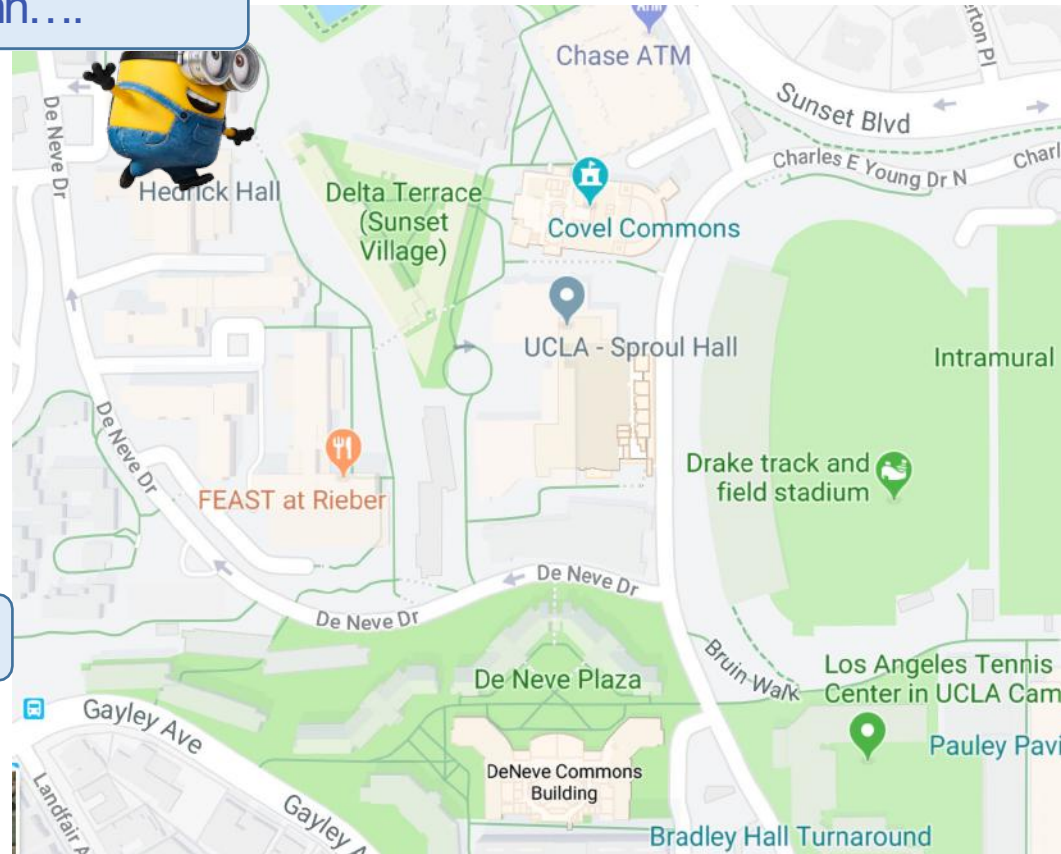 Chase ATM
Sunset Blvd
De Neve Dr
Charles E Young Dr N
Hedrick Hall
Delta Terrace
(Sunset
Village)
Covel Commons
UCLA - Sproul Hall
Intramural
De Neve Dr
Drake track and
field stadium
FEAST at Rieber
De Neve Dr
De Neve Dr
Bruin Walk
Los Angeles Tennis
Center in UCLA Cam
De Neve Plaza
Gayley Ave
Pauley Pavi
DeNeve Commons
Building
Landfair A
Gayley A
Bradley Hall Turnaround